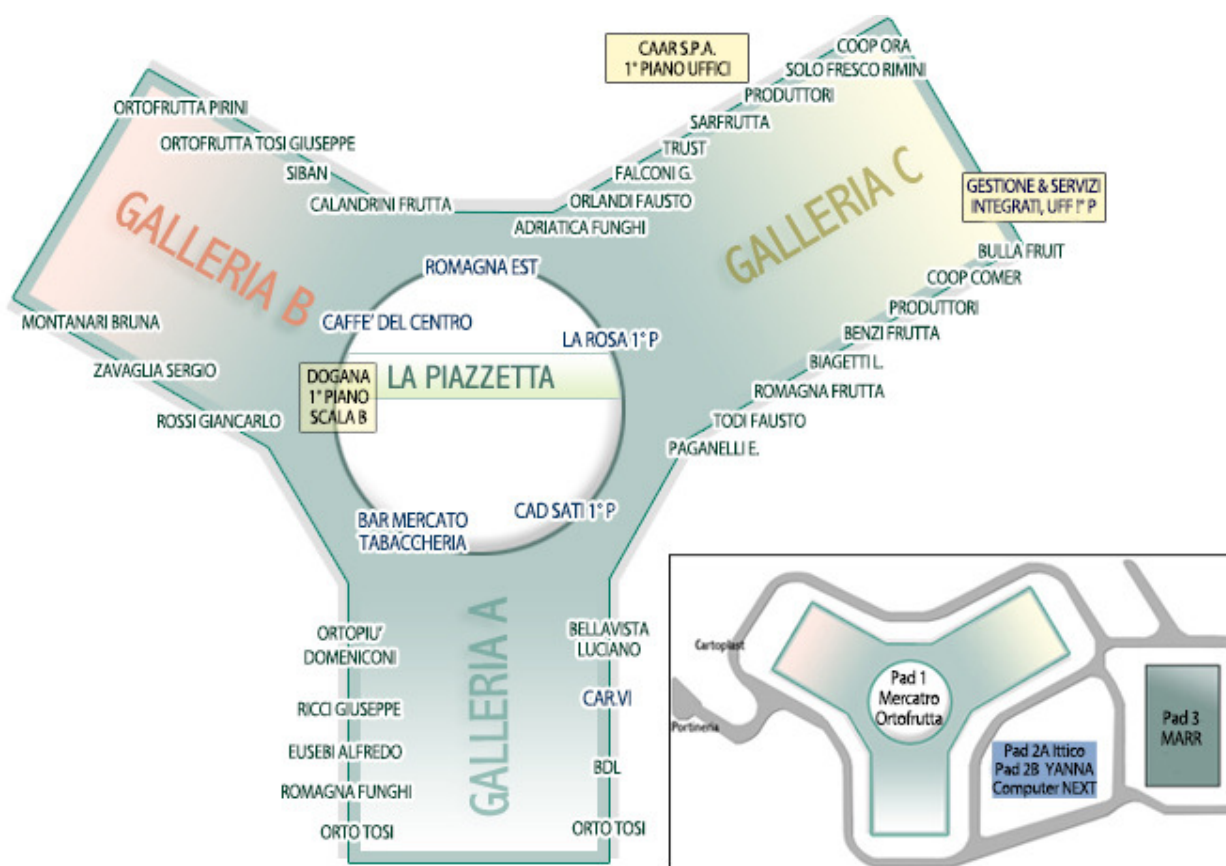 CAAR S.P.A.
1° PIANO UFFICI
COOP ORA
SOLO FRESCO RIMINI
PRODUTTORI
SARFRUTTA
TRUST
FALCONI G.
ORLANDI FAUSTO
ADRIATICA FUNGHI
ORTOFRUTTA PIRINI
ORTOFRUTTA TOSI GIUSEPPE
SIBAN
CALANDRINI FRUTTA
GALLERIA B
GALLERIA C
GESTIONE & SERVIZI
INTEGRATI, UFF !° P
BULLA FRUIT
COOP COMER
PRODUTTORI
BENZI FRUTTA
BIAGETTI L.
ROMAGNA FRUTTA
TODI FAUSTO
PAGANELLI E.
ROMAGNA EST
CAFFE' DEL CENTRO
LA ROSA 1° P
LA PIAZZETTA
DOGANA
1° PIANO
SCALA B
MONTANARI BRUNA
ZAVAGLIA SERGIO
ROSSI GIANCARLO
BAR MERCATO
TABACCHERIA
CAD SATI 1° P
GALLERIA A
ORTOPIU'
DOMENICONI
RICCI GIUSEPPE
EUSEBI ALFREDO
ROMAGNA FUNGHI
ORTO TOSI
BELLAVISTA
LUCIANO
CAR.VI
BDL
ORTO TOSI
Cartoplast
Portineria
Pad 1
Mercatro
Ortofrutta
Pad 2A Ittico
Pad 2B YANNA
Computer NEXT
Pad 3
MARR